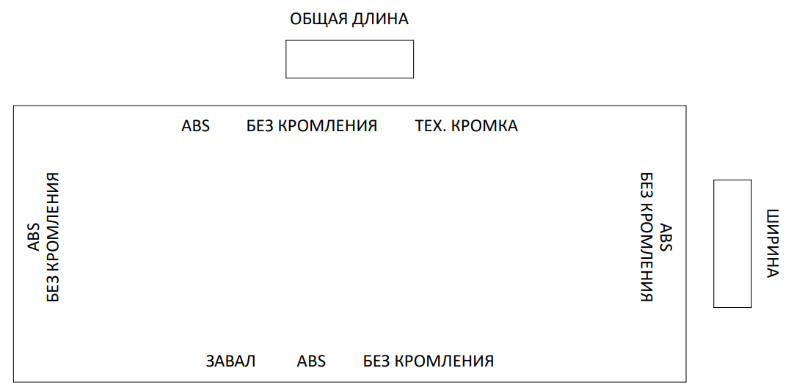 ОБЩАЯ ДЛИНА
ABS БЕЗ КРОМЛЕНИЯ ТЕХ. КРОМКА
ABS
БЕЗ КРОМЛЕНИЯ
ABS
БЕЗ КРОМЛЕНИЯ
ШИРИНА
ЗАВАЛ ABS БЕЗ КРОМЛЕНИЯ